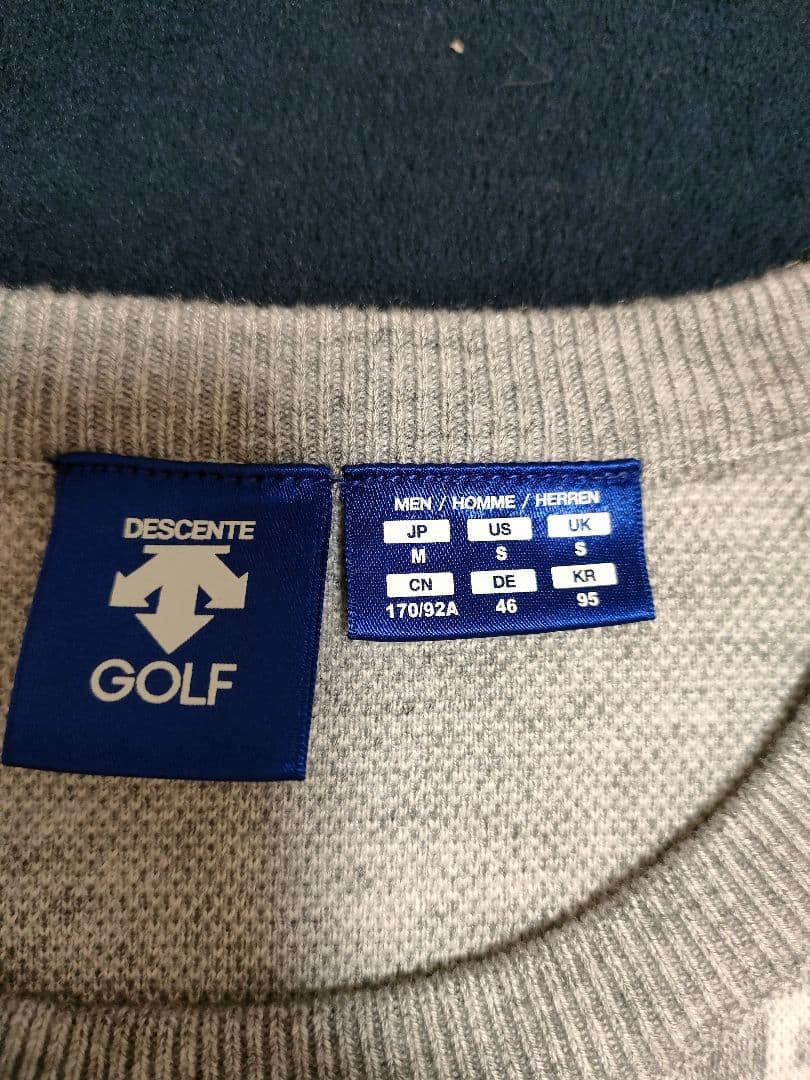 DESCENTE
GOLF
MEN / HOMME / HERREN
JP US UK
M S S
CN DE KR
170/92A 46 95